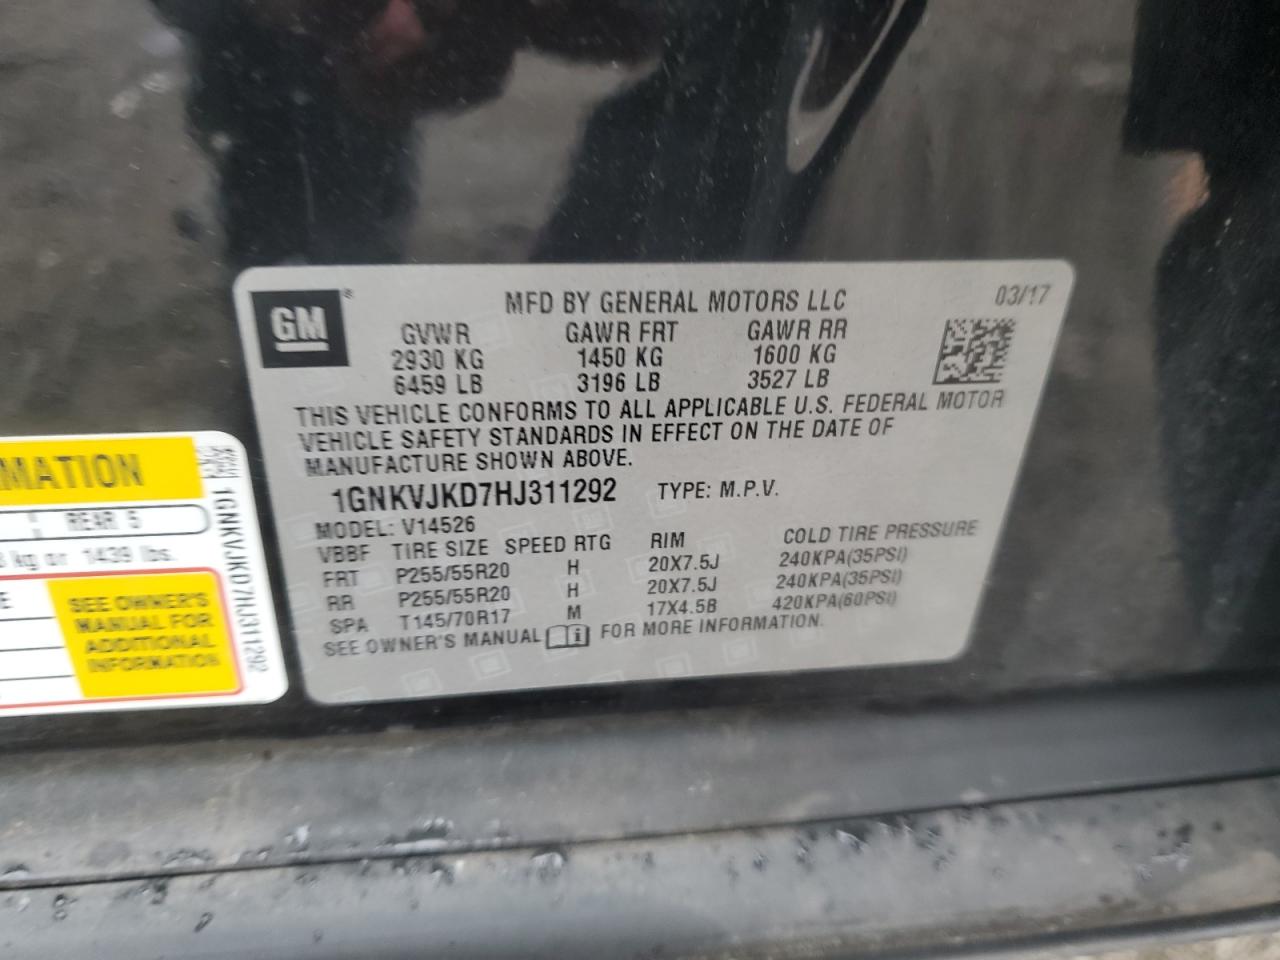 GM®
MFD BY GENERAL MOTORS LLC 03/17
GVWR GAWR FRT GAWR RR
2930 KG 1450 KG 1600 KG
6459 LB 3196 LB 3527 LB
THIS VEHICLE CONFORMS TO ALL APPLICABLE U.S. FEDERAL MOTOR
VEHICLE SAFETY STANDARDS IN EFFECT ON THE DATE OF
MANUFACTURE SHOWN ABOVE.
1GNKVJKD7HJ311292 TYPE: M.P.V.
MODEL: V14526
VBBF TIRE SIZE SPEED RTG RIM COLD TIRE PRESSURE
FRT P255/55R20 H 20X7.5J 240KPA(35PSI)
RR P255/55R20 H 20X7.5J 240KPA(35PSI)
SPA T145/70R17 M 17X4.5B 420KPA(60PSI)
SEE OWNER'S MANUAL FOR MORE INFORMATION.
MATION
REAR 5
kg or 1439 lbs.
SEE OWNER'S
MANUAL FOR
ADDITIONAL
INFORMATION
1GNKVJKD7HJ311292